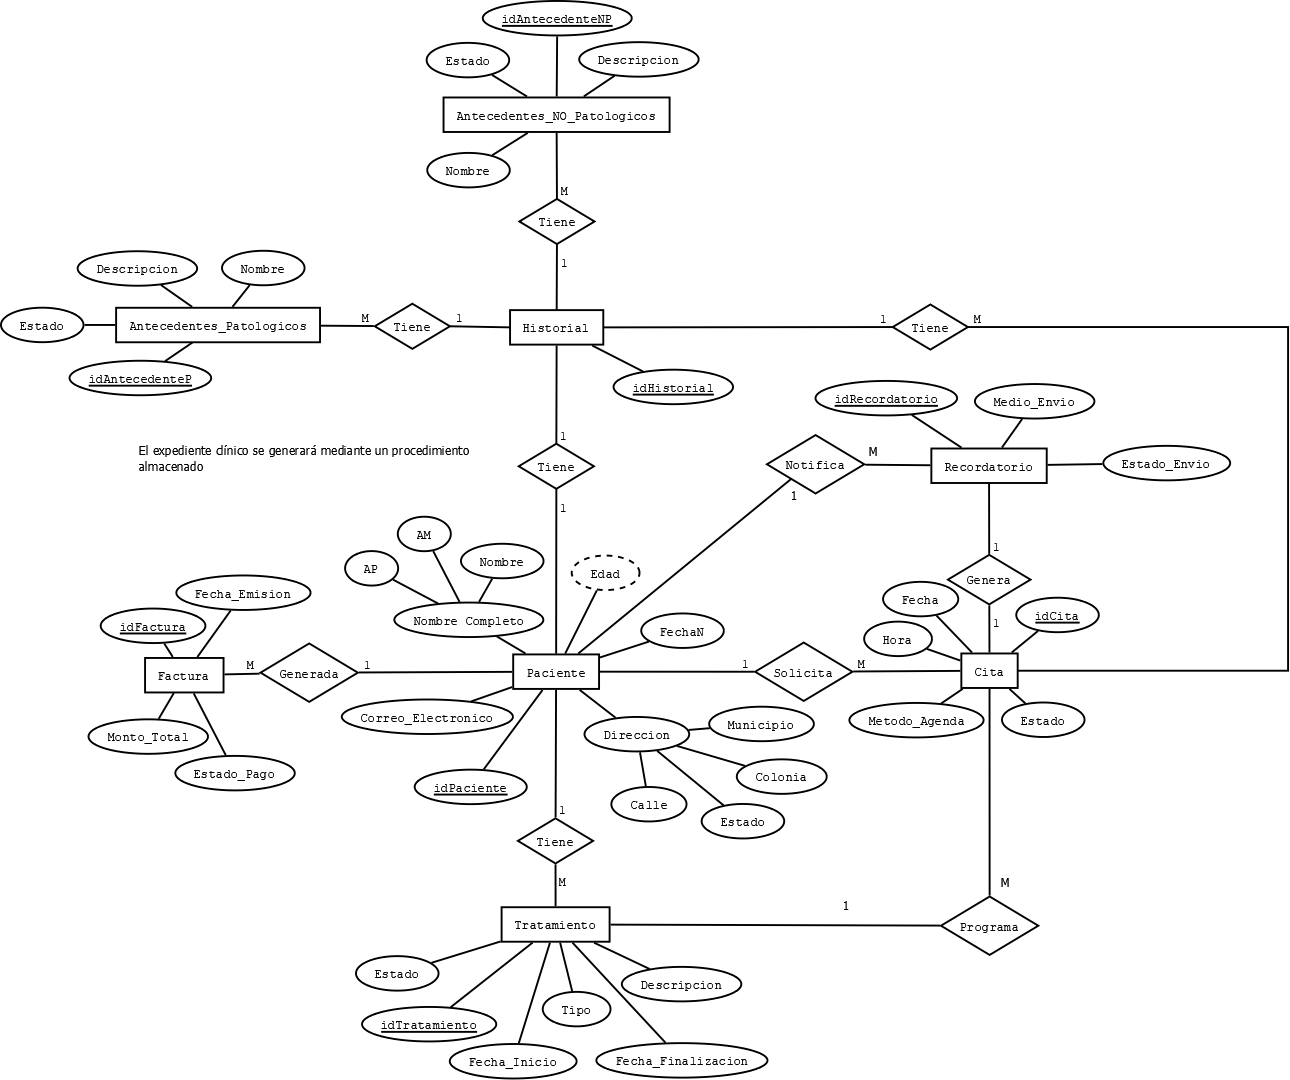 idAntecedenteNP
Estado
Descripcion
Antecedentes_NO_Patologicos
Nombre
M
Tiene
1
Descripcion
Nombre
Estado
Antecedentes_Patologicos
M
Tiene
1
Historial
1
Tiene
M
idAntecedenteP
idHistorial
idRecordatorio
Medio_Envio
1
El expediente clínico se generará mediante un procedimiento
almacenado
Tiene
Notifica
M
Recordatorio
Estado_Envio
1
1
AM
Nombre
AP
Edad
1
Genera
Fecha_Emision
Nombre Completo
Fecha
idCita
idFactura
FechaN
Hora
1
Factura
M
Generada
1
Paciente
1
Solicita
M
Cita
Correo_Electronico
Direccion
Municipio
Metodo_Agenda
Estado
Monto_Total
Estado_Pago
idPaciente
Colonia
Calle
Estado
1
Tiene
M
M
1
Tratamiento
Programa
Estado
Descripcion
idTratamiento
Tipo
Fecha_Inicio
Fecha_Finalizacion